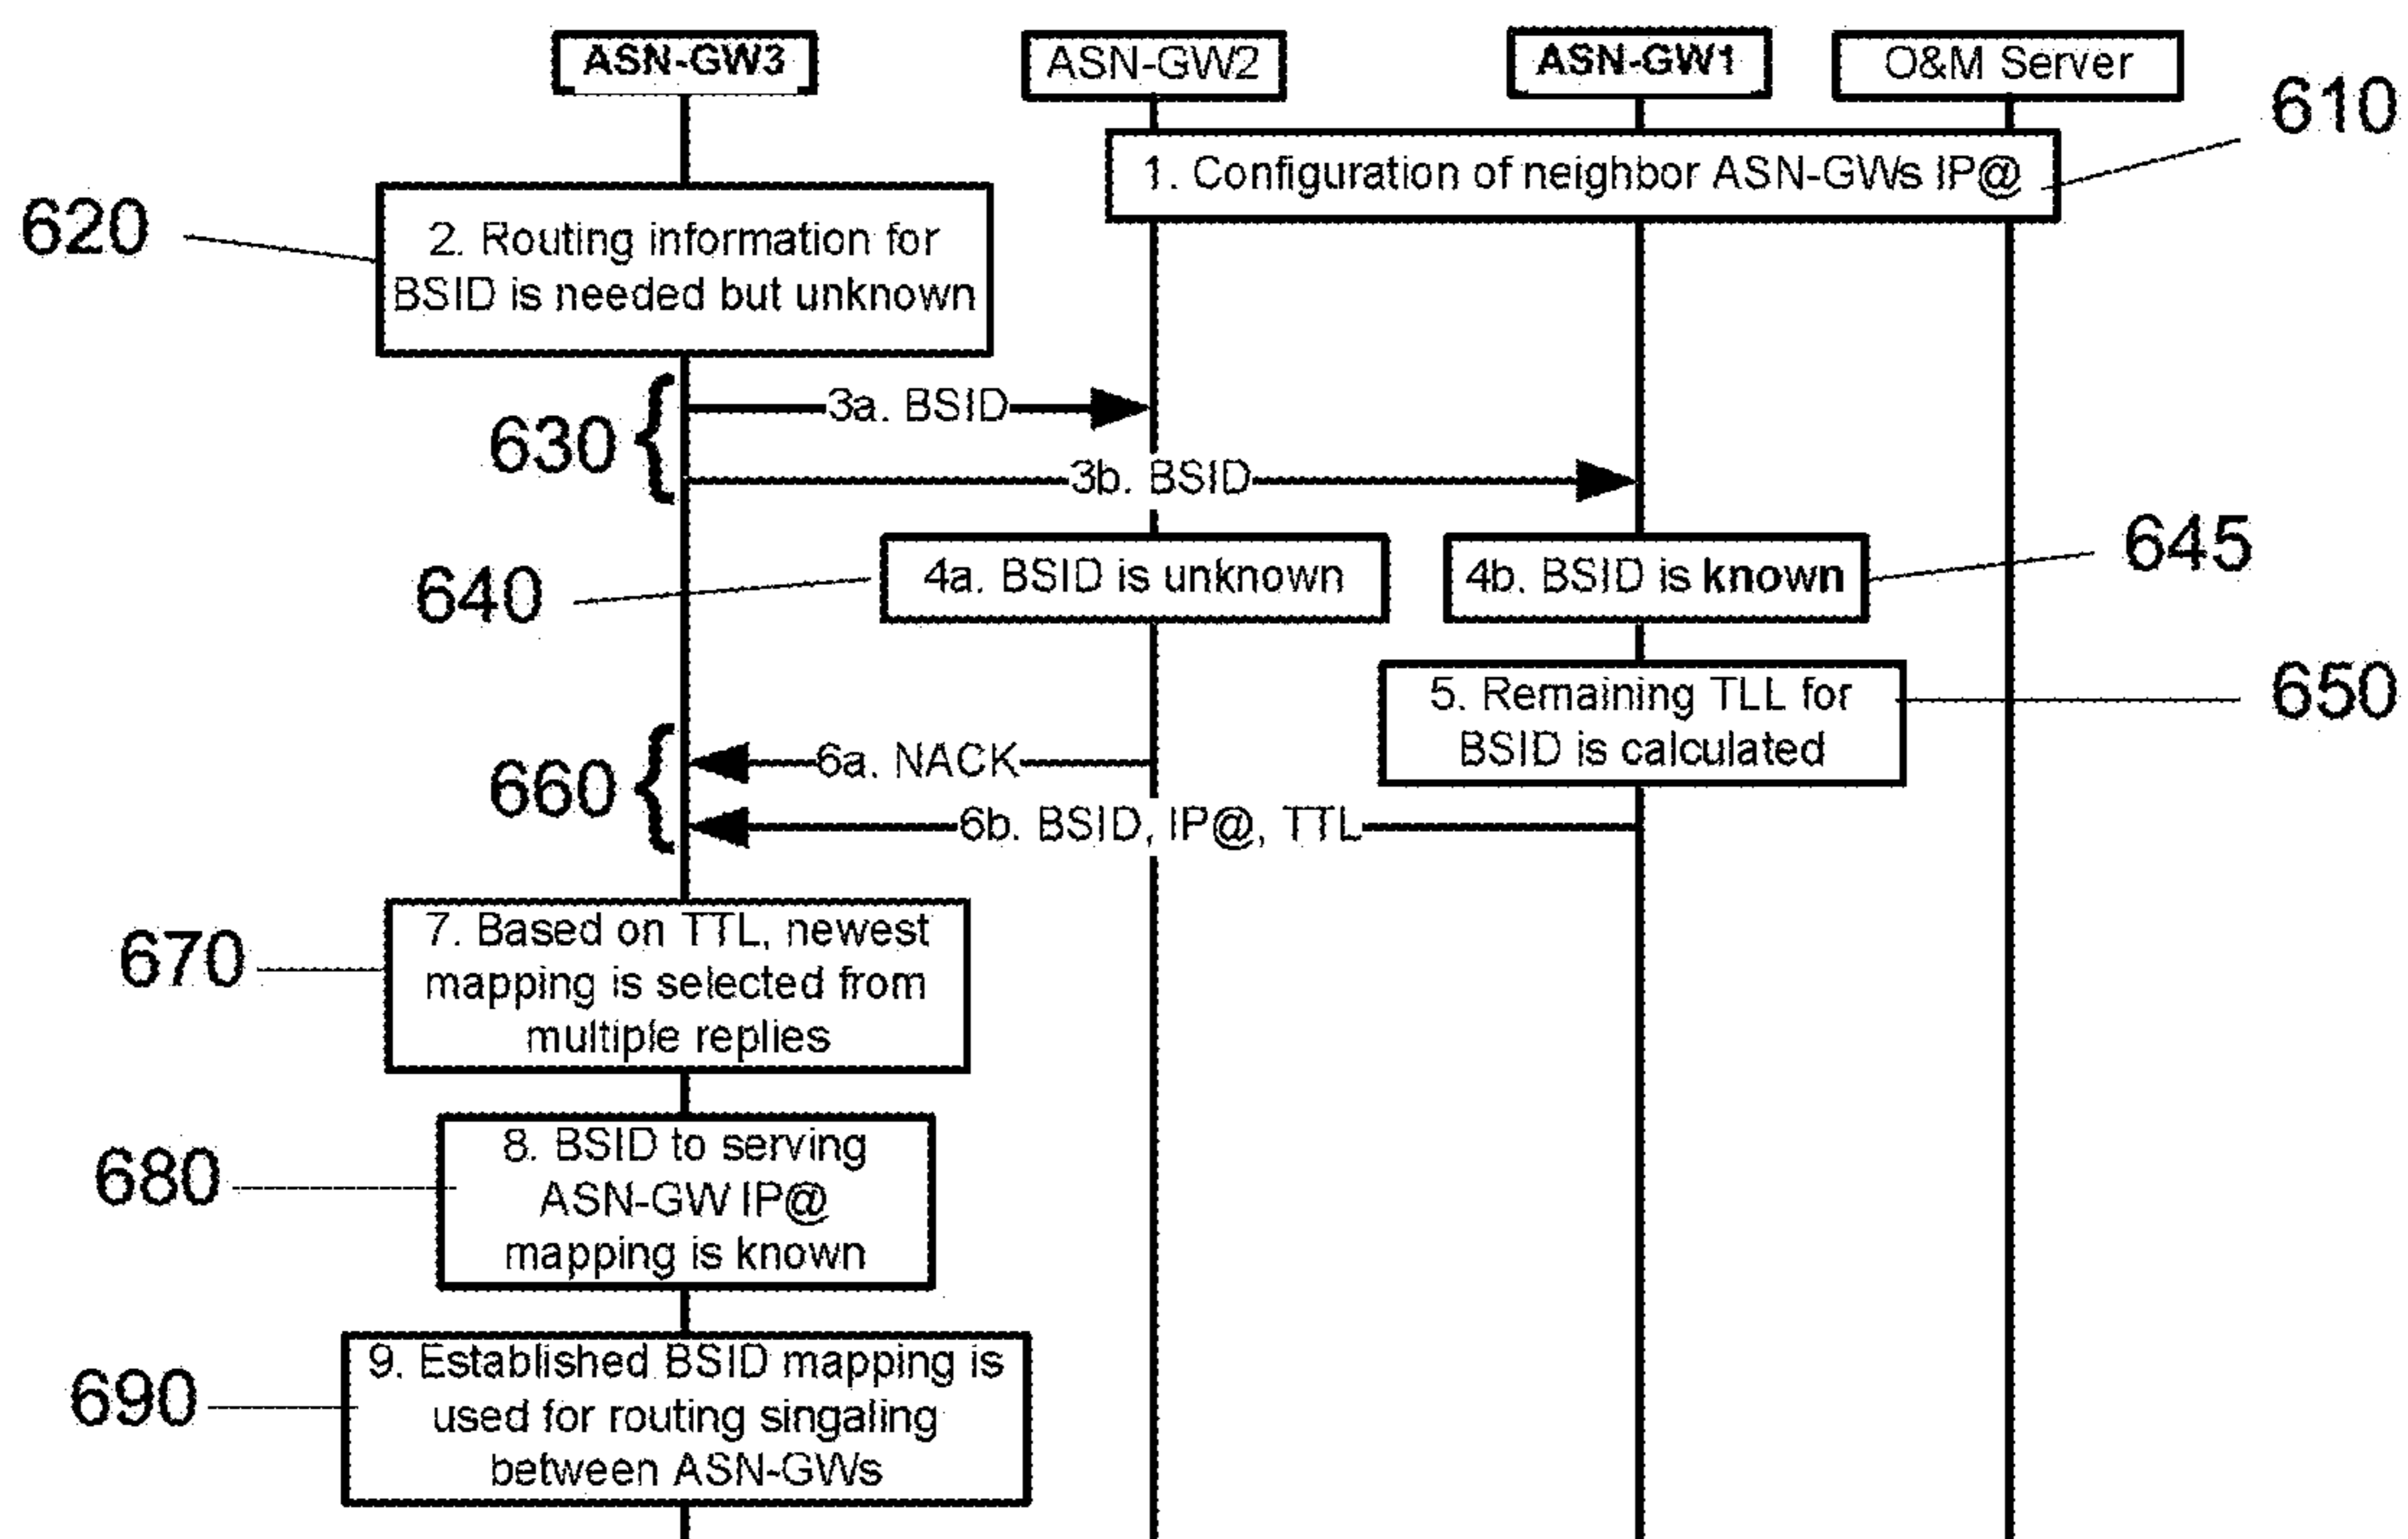 ASN-GW3
ASN-GW2
ASN-GW1
O&M Server
610
1. Configuration of neighbor ASN-GWs IP@
620
2. Routing information for
BSID is needed but unknown
630
3a. BSID
3b. BSID
640
4a. BSID is unknown
4b. BSID is known
645
5. Remaining TLL for
BSID is calculated
650
660
6a. NACK
6b. BSID, IP@, TTL
670
7. Based on TTL, newest
mapping is selected from
multiple replies
680
8. BSID to serving
ASN-GW IP@
mapping is known
690
9. Established BSID mapping is
used for routing singaling
between ASN-GWs